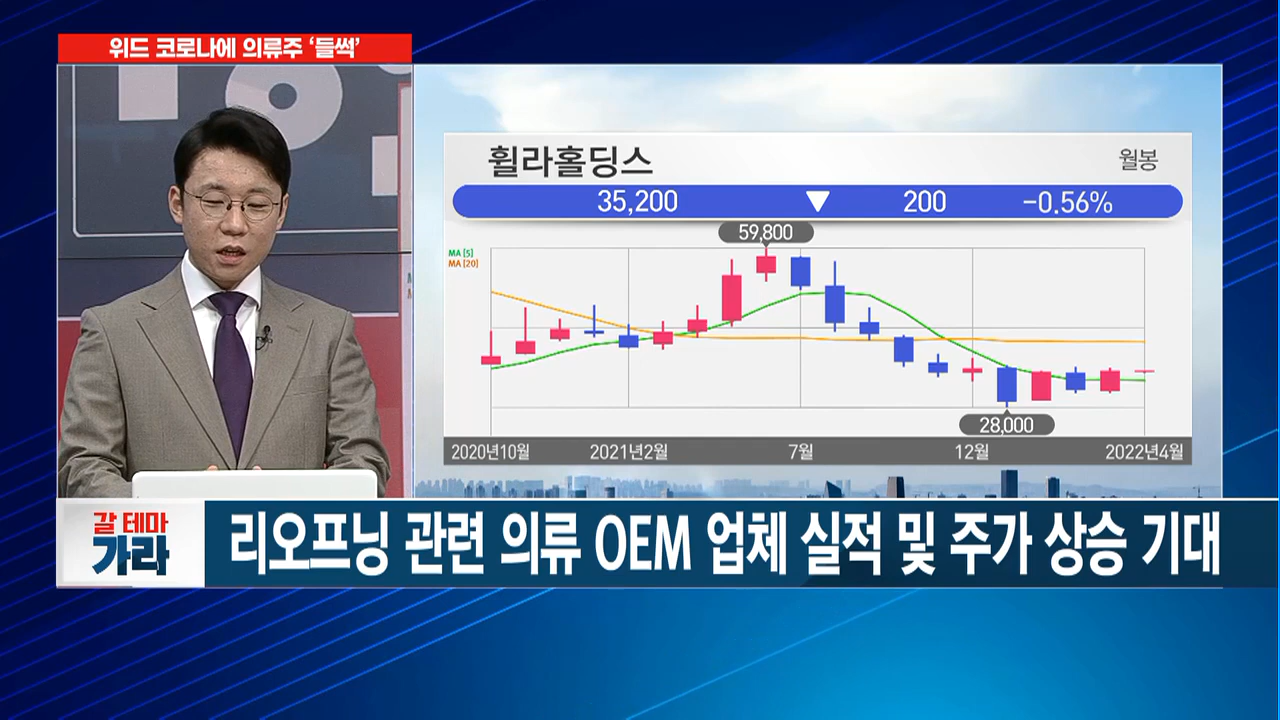 위드 코로나에 의류주 ‘들썩’
휠라홀딩스
월봉
35,200 ▼ 200 -0.56%
59,800
MA [5]
MA [20]
28,000
2020년10월 2021년2월 7월 12월 2022년4월
갈 테마
가라
리오프닝 관련 의류 OEM 업체 실적 및 주가 상승 기대